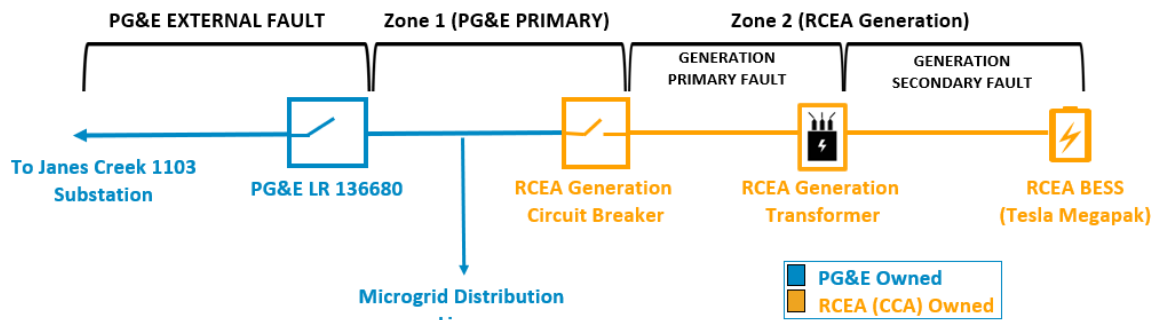 PG&E EXTERNAL FAULT
Zone 1 (PG&E PRIMARY)
Zone 2 (RCEA Generation)
GENERATION
PRIMARY FAULT
GENERATION
SECONDARY FAULT
To Janes Creek 1103
Substation
PG&E LR 136680
RCEA Generation
Circuit Breaker
RCEA Generation
Transformer
RCEA BESS
(Tesla Megapak)
Microgrid Distribution
PG&E Owned
RCEA (CCA) Owned